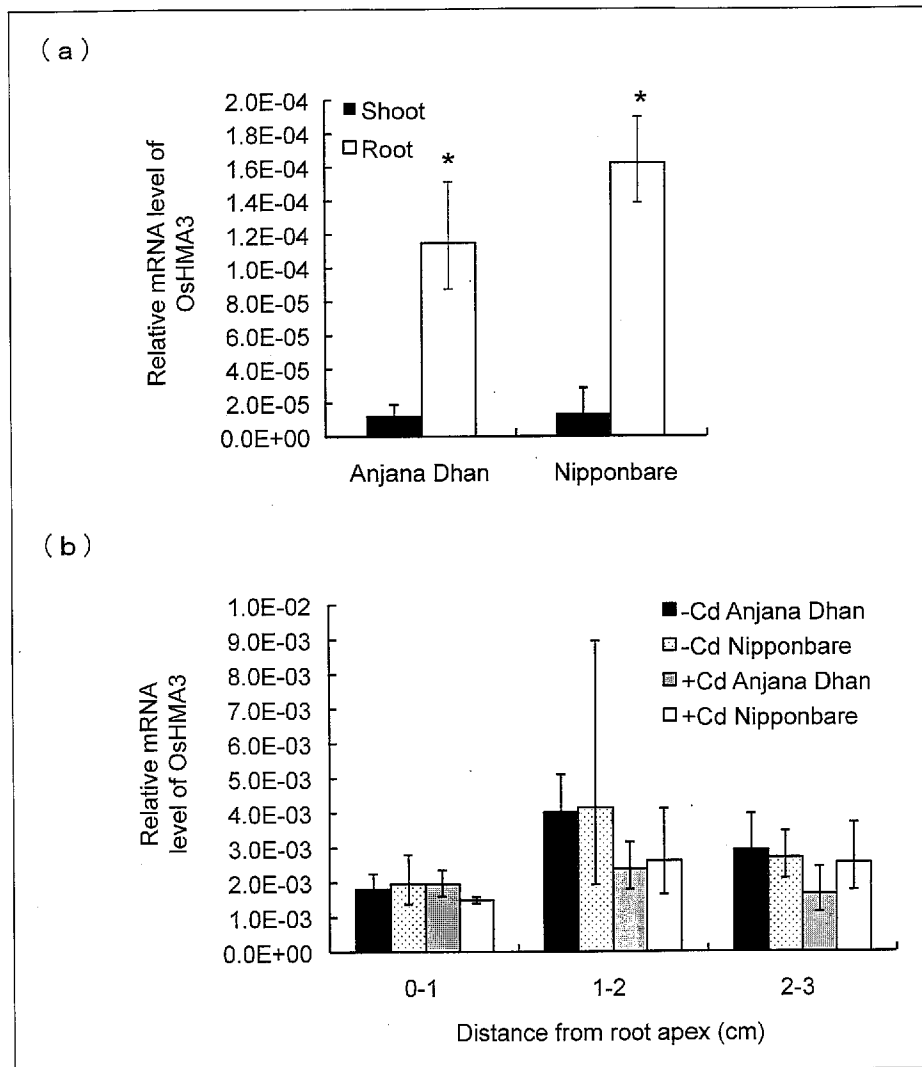 (a)
Relative mRNA level of
OsHMA3
2.0E-04
1.8E-04
1.6E-04
1.4E-04
1.2E-04
1.0E-04
8.0E-05
6.0E-05
4.0E-05
2.0E-05
0.0E+00
Shoot
Root
*
*
Anjana Dhan
Nipponbare
(b)
Relative mRNA
level of OsHMA3
1.0E-02
9.0E-03
8.0E-03
7.0E-03
6.0E-03
5.0E-03
4.0E-03
3.0E-03
2.0E-03
1.0E-03
0.0E+00
-Cd Anjana Dhan
-Cd Nipponbare
+Cd Anjana Dhan
+Cd Nipponbare
0-1
1-2
2-3
Distance from root apex (cm)